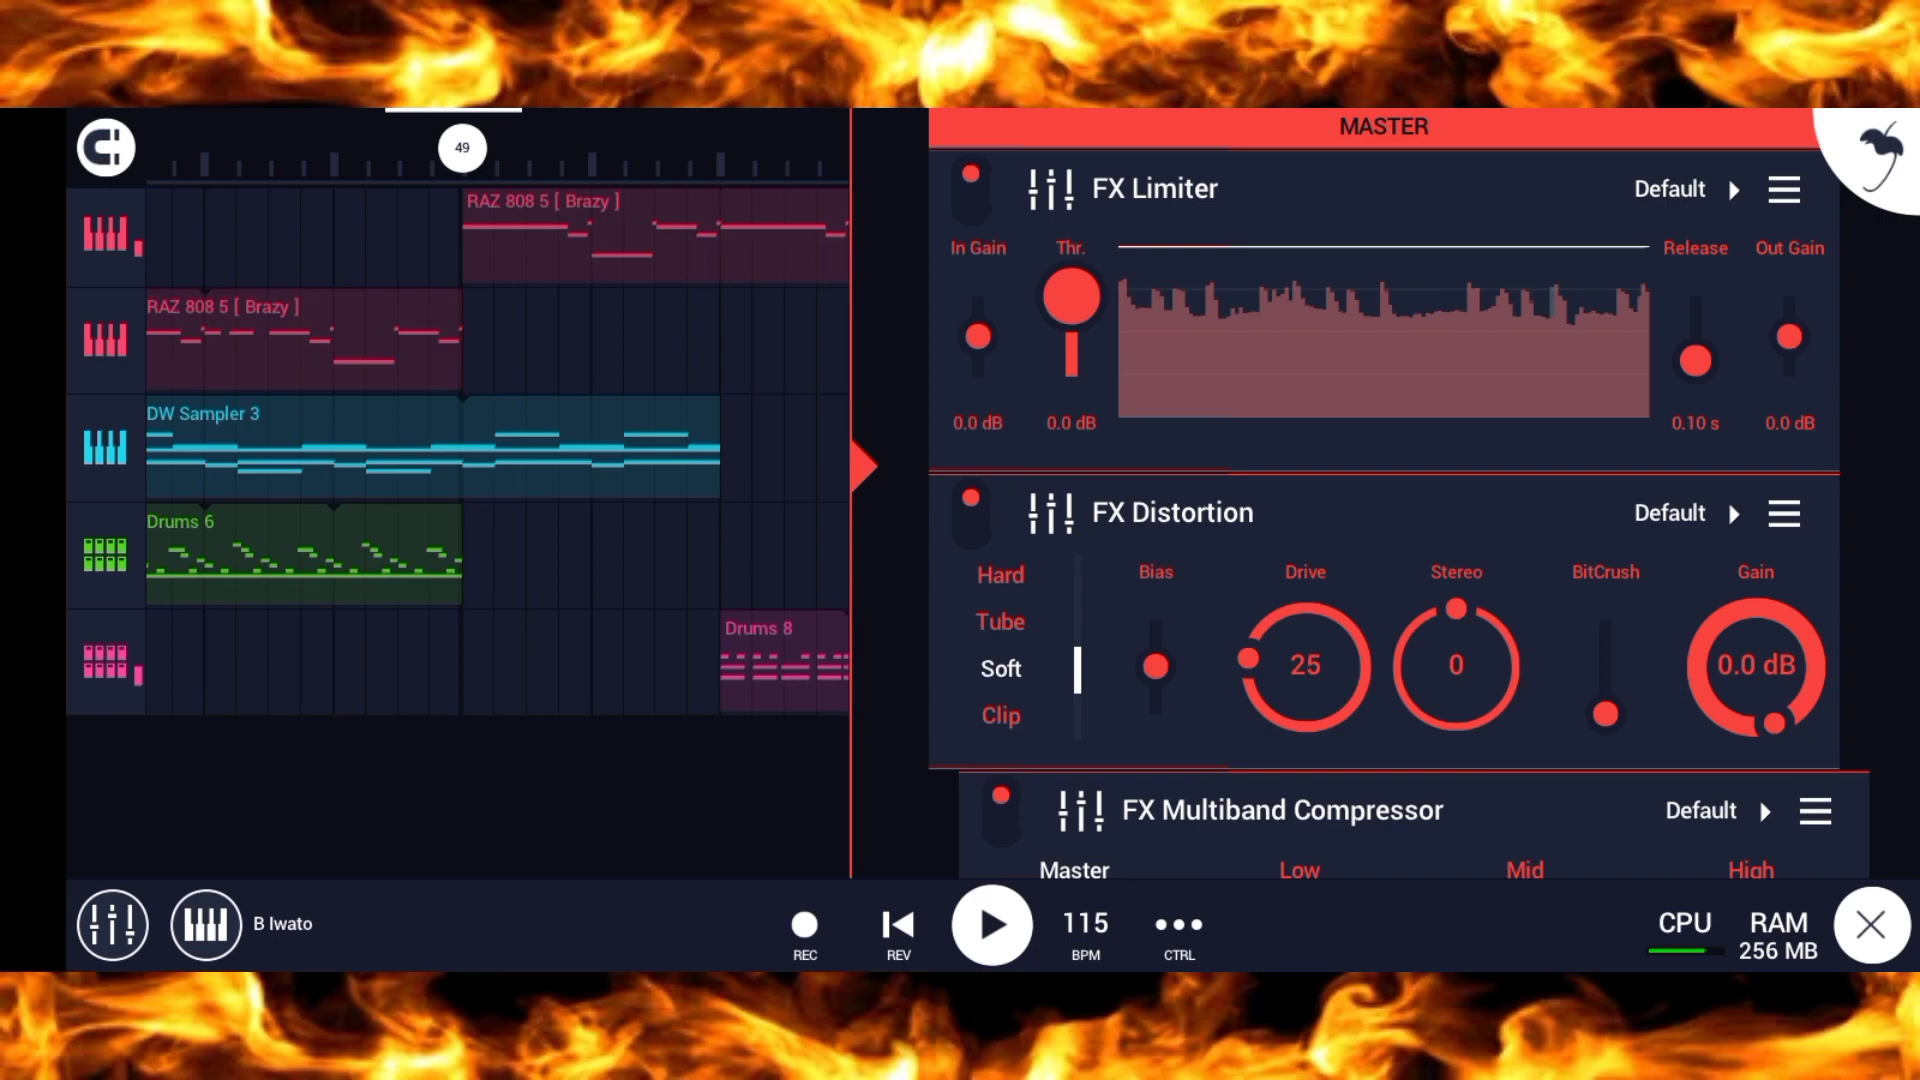 49
RAZ 808 5 [ Brazy ]
RAZ 808 5 [ Brazy ]
DW Sampler 3
Drums 6
Drums 8
MASTER
FX Limiter
Default
In Gain
Thr.
Release
Out Gain
0.0 dB
0.0 dB
0.10 s
0.0 dB
FX Distortion
Default
Hard
Tube
Soft
Clip
Bias
Drive
Stereo
BitCrush
Gain
25
0
0.0 dB
FX Multiband Compressor
Default
Master
Low
Mid
High
B Iwato
REC
REV
115
BPM
CTRL
CPU
RAM
256 MB